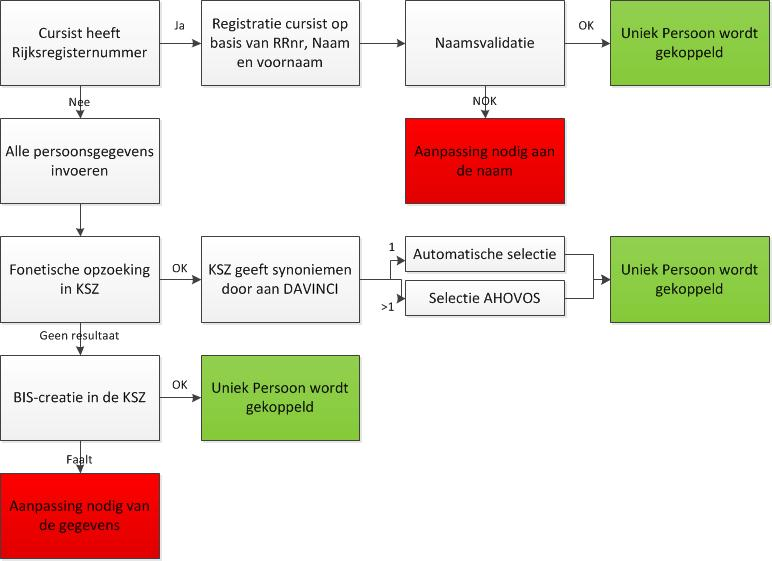 Cursist heeft
Rijksregisternummer
Ja
Registratie cursist op
basis van RRnr, Naam
en voornaam
Naamsvalidatie
OK
Uniek Persoon wordt
gekoppeld
Nee
NOK
Alle persoonsgegevens
invoeren
Aanpassing nodig aan
de naam
Fonetische opzoeking
in KSZ
OK
KSZ geeft synoniemen
door aan DAVINCI
1
Automatische selectie
>1
Selectie AHOVOS
Uniek Persoon wordt
gekoppeld
Geen resultaat
BIS-creatie in de KSZ
OK
Uniek Persoon wordt
gekoppeld
Faalt
Aanpassing nodig van
de gegevens